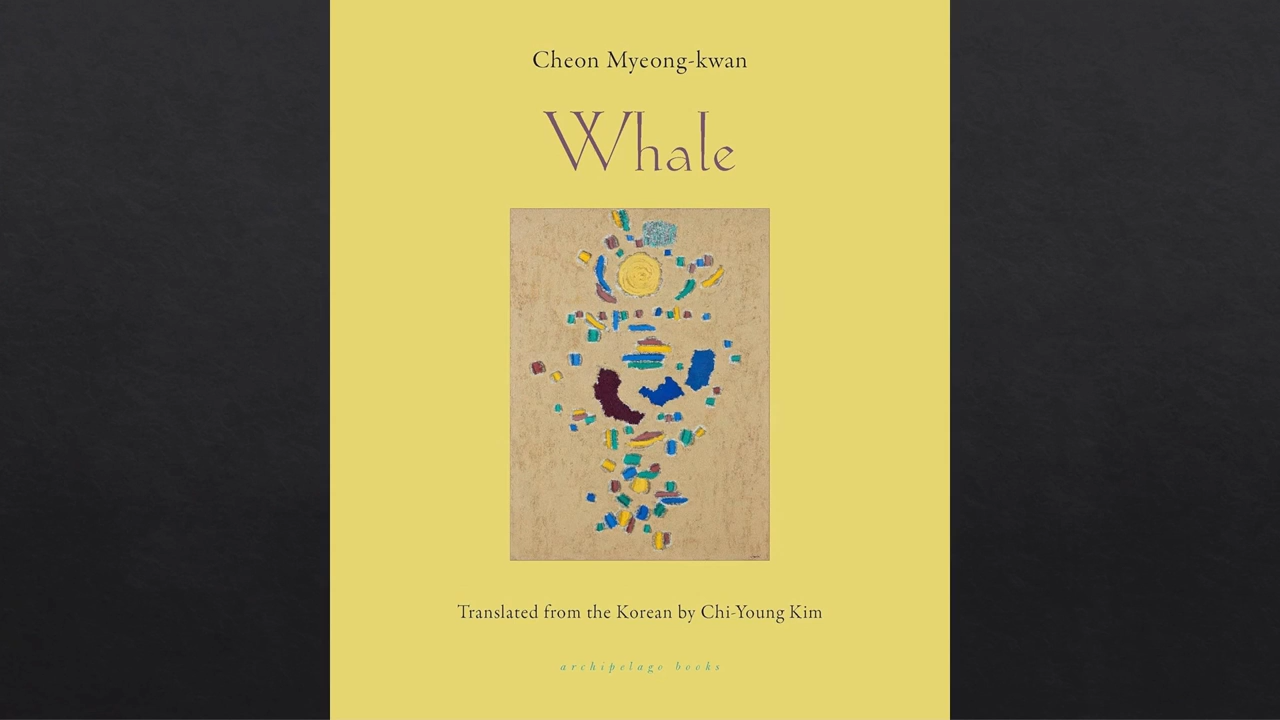 Cheon Myeong-kwan
Whale
Translated from the Korean by Chi-Young Kim
archipelago books